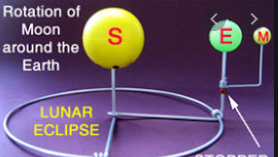 Rotation of
Moon
around the
Earth
S
E
M
LUNAR
ECLIPSE